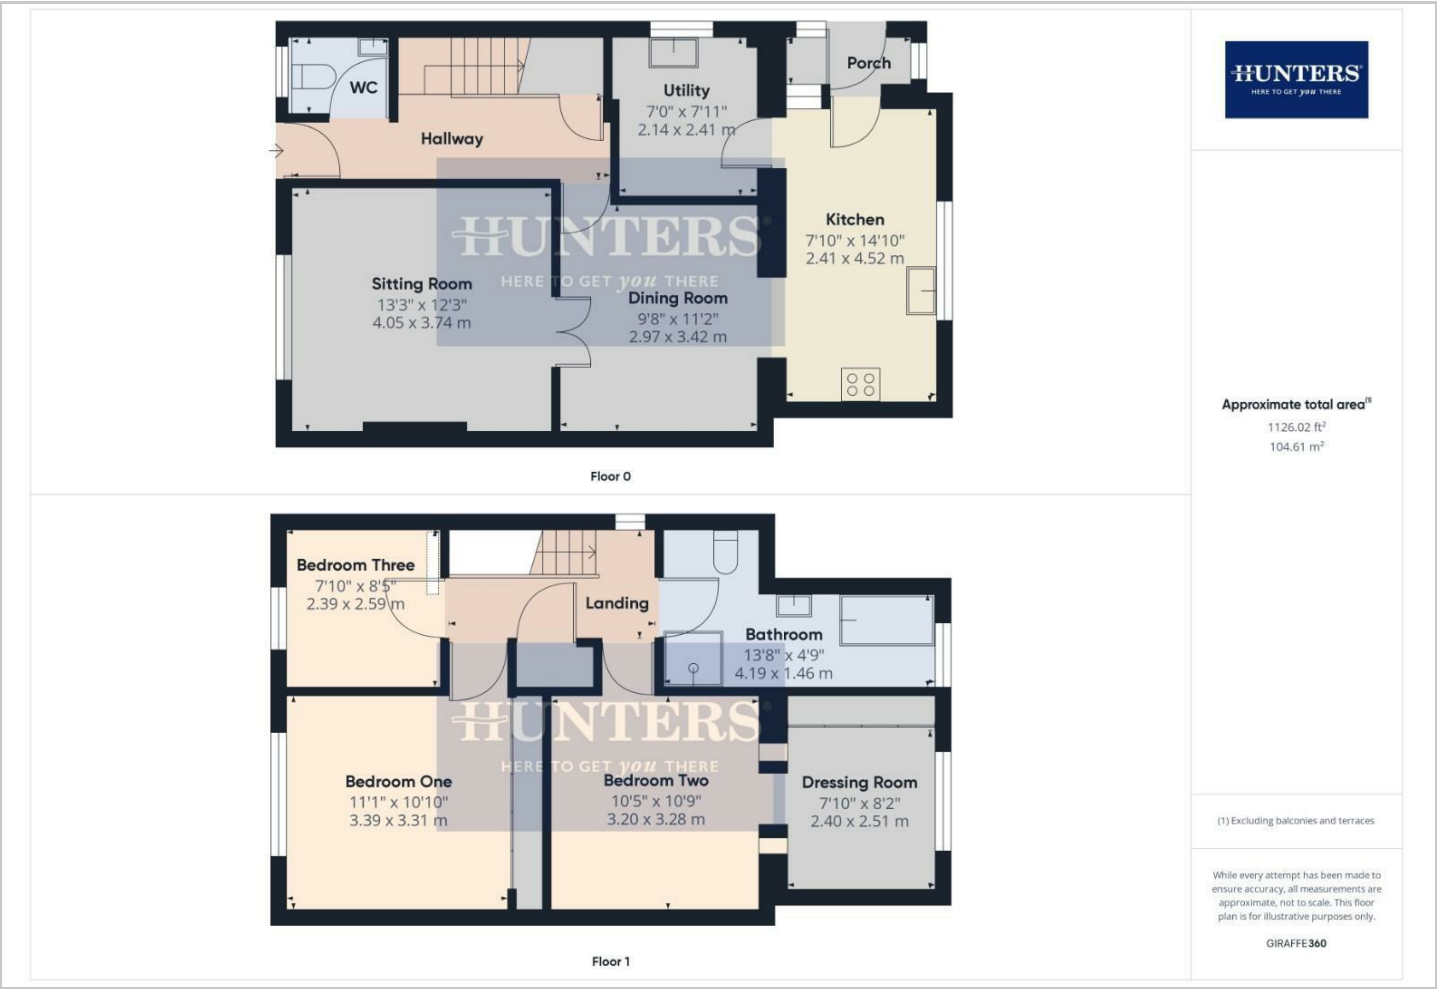 WC
Hallway
Utility
7'0" x 7'11"
2.14 x 2.41 m
Porch
Kitchen
7'10" x 14'10"
2.41 x 4.52 m
Sitting Room
13'3" x 12'3"
4.05 x 3.74 m
HUNTERS®
HERE TO GET you THERE
Dining Room
9'8" x 11'2"
2.97 x 3.42 m
Floor 0
Bedroom Three
7'10" x 8'5"
2.39 x 2.59 m
Landing
Bathroom
13'8" x 4'9"
4.19 x 1.46 m
HUNTERS®
HERE TO GET you THERE
Bedroom One
11'1" x 10'10"
3.39 x 3.31 m
Bedroom Two
10'5" x 10'9"
3.20 x 3.28 m
Dressing Room
7'10" x 8'2"
2.40 x 2.51 m
Floor 1
HUNTERS®
HERE TO GET you THERE
Approximate total area(1)
1126.02 ft²
104.61 m²
(1) Excluding balconies and terraces
While every attempt has been made to
ensure accuracy, all measurements are
approximate, not to scale. This floor
plan is for illustrative purposes only.
GIRAFFE360